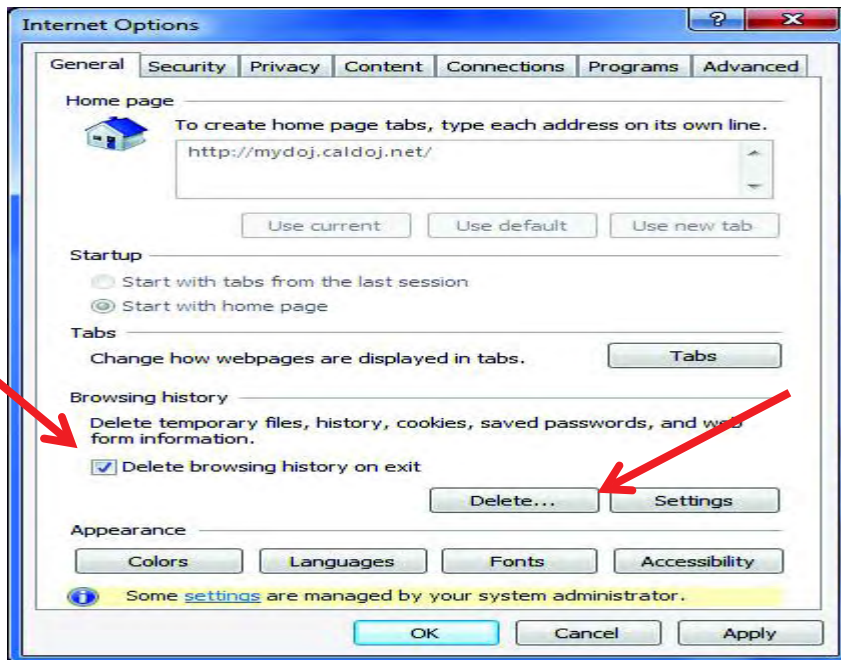 Internet Options
?
General Security Privacy Content Connections Programs Advanced
Home page
To create home page tabs, type each address on its own line.
http://mydoj.caldoj.net/
Use current Use default Use new tab
Startup
Start with tabs from the last session
Start with home page
Tabs
Change how webpages are displayed in tabs. Tabs
Browsing history
Delete temporary files, history, cookies, saved passwords, and web
form information.
Delete browsing history on exit
Delete... Settings
Appearance
Colors Languages Fonts Accessibility
Some settings are managed by your system administrator.
OK Cancel Apply